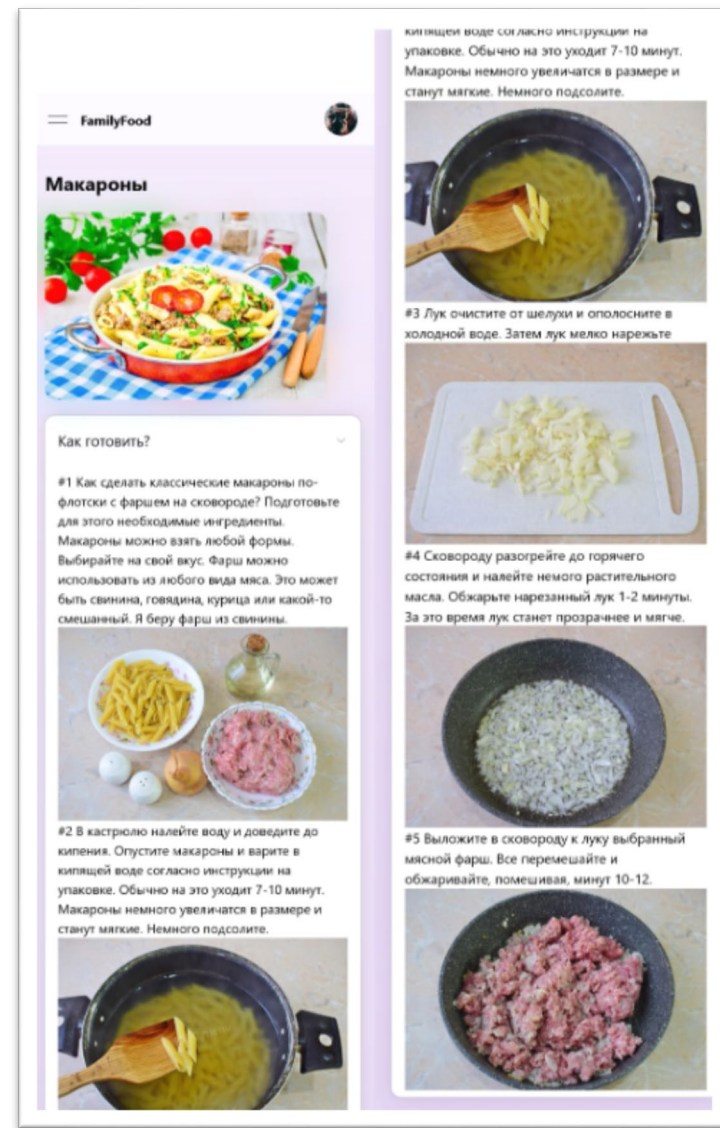 FamilyFood
Макароны
Как готовить?
#1 Как сделать классические макароны по-
флотски с фаршем на сковороде? Подготовьте
для этого необходимые ингредиенты.
Макароны можно взять любой формы.
Выбирайте на свой вкус. Фарш можно
использовать из любого вида мяса. Это может
быть свинина, говядина, курица или какой-то
смешанный. Я беру фарш из свинины.
#2 В кастрюлю налейте воду и доведите до
кипения. Опустите макароны и варите в
кипящей воде согласно инструкции на
упаковке. Обычно на это уходит 7-10 минут.
Макароны немного увеличатся в размере и
станут мягкие. Немного подсолите.
кипящей воде согласно инструкции на
упаковке. Обычно на это уходит 7-10 минут.
Макароны немного увеличатся в размере и
станут мягкие. Немного подсолите.
#3 Лук очистите от шелухи и ополосните в
холодной воде. Затем лук мелко нарежьте
#4 Сковороду разогрейте до горячего
состояния и налейте немого растительного
масла. Обжарьте нарезанный лук 1-2 минуты.
За это время лук станет прозрачнее и мягче.
#5 Выложите в сковороду к луку выбранный
мясной фарш. Все перемешайте и
обжаривайте, помешивая, минут 10-12.